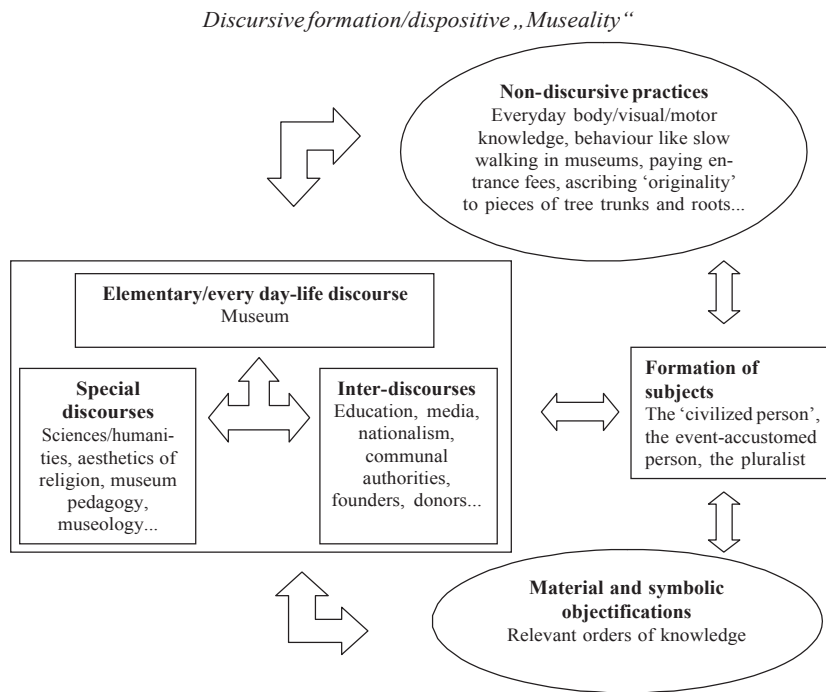 Discursive formation/dispositive „Museality“
Non-discursive practices
Everyday body/visual/motor
knowledge, behaviour like slow
walking in museums, paying en-
trance fees, ascribing ‘originality’
to pieces of tree trunks and roots...
Elementary/every day-life discourse
Museum
Special
discourses
Sciences/humani-
ties, aesthetics of
religion, museum
pedagogy,
museology...
Inter-discourses
Education, media,
nationalism,
communal
authorities,
founders, donors...
Formation of
subjects
The ‘civilized person’,
the event-accustomed
person, the pluralist
Material and symbolic
objectifications
Relevant orders of knowledge